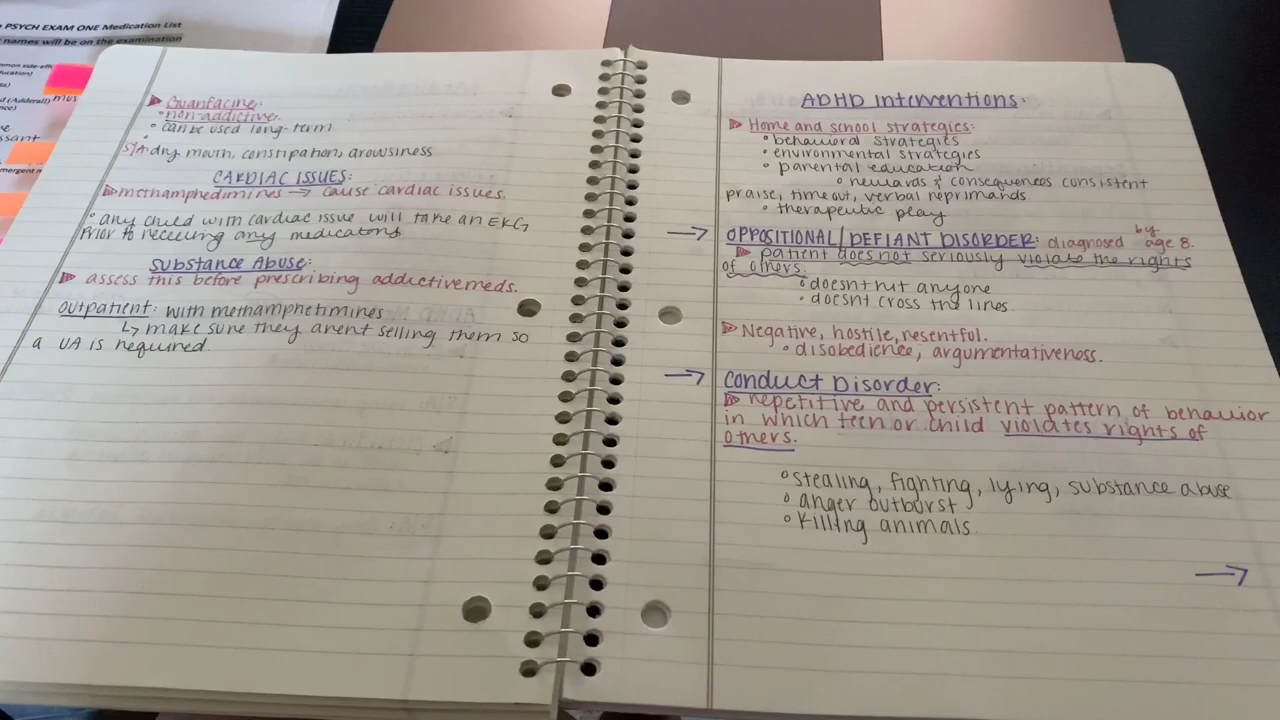 PSYCH EXAM ONE Medication List
names will be on the examination
(Adderall)
Guanfacine:
• non-addictive.
• can be used long-term
•
S/A: dry mouth, constipation, drowsiness
CARDIAC ISSUES:
methamphedimines → cause cardiac issues.
• any child with cardiac issue will take an EKG,
Prior to receiving any medications
Substance Abuse:
assess this before prescribing addictive meds.
Outpatient: with methamphetimines
↳ make sure they arent selling them so
a UA is required.
ADHD Interventions:
Home and school strategies:
• behavioral strategies
• environmental strategies
• parental education
• rewards & consequences consistent
praise, time out, verbal reprimands
• therapeutic play
→ OPPOSITIONAL/DEFIANT DISORDER: diagnosed by age 8.
patient does not seriously violate the rights
of others.
• doesnt hit anyone
• doesnt cross the lines
Negative, hostile, resentful.
• disobedience, argumentativeness.
→ Conduct Disorder:
repetitive and persistent pattern of behavior
in which teen or child violates rights of
others.
• stealing, fighting, lying, substance abuse
• anger outburst
• killing animals
→